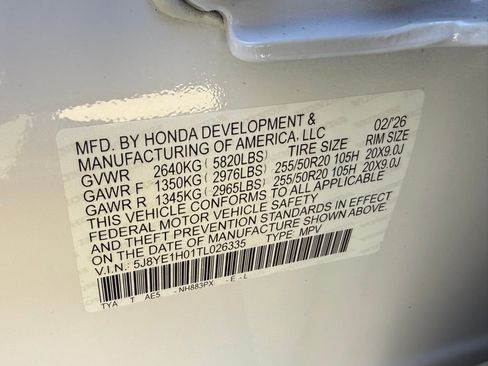 MFD. BY HONDA DEVELOPMENT & 02/26
MANUFACTURING OF AMERICA, LLC TIRE SIZE RIM SIZE
GVWR 2640KG (5820LBS)
GAWR F 1350KG (2976LBS) 255/50R20 105H 20X9.0J
GAWR R 1345KG (2965LBS) 255/50R20 105H 20X9.0J
THIS VEHICLE CONFORMS TO ALL APPLICABLE
FEDERAL MOTOR VEHICLE SAFETY BUMPER,
AND THEFT PREVENTION STANDARDS IN EFFECT
ON THE DATE OF MANUFACTURE SHOWN ABOVE.
V.I.N.: 5J8YE1H01TL026335 TYPE: MPV
TYA T AE5 -NH883PX -E-L